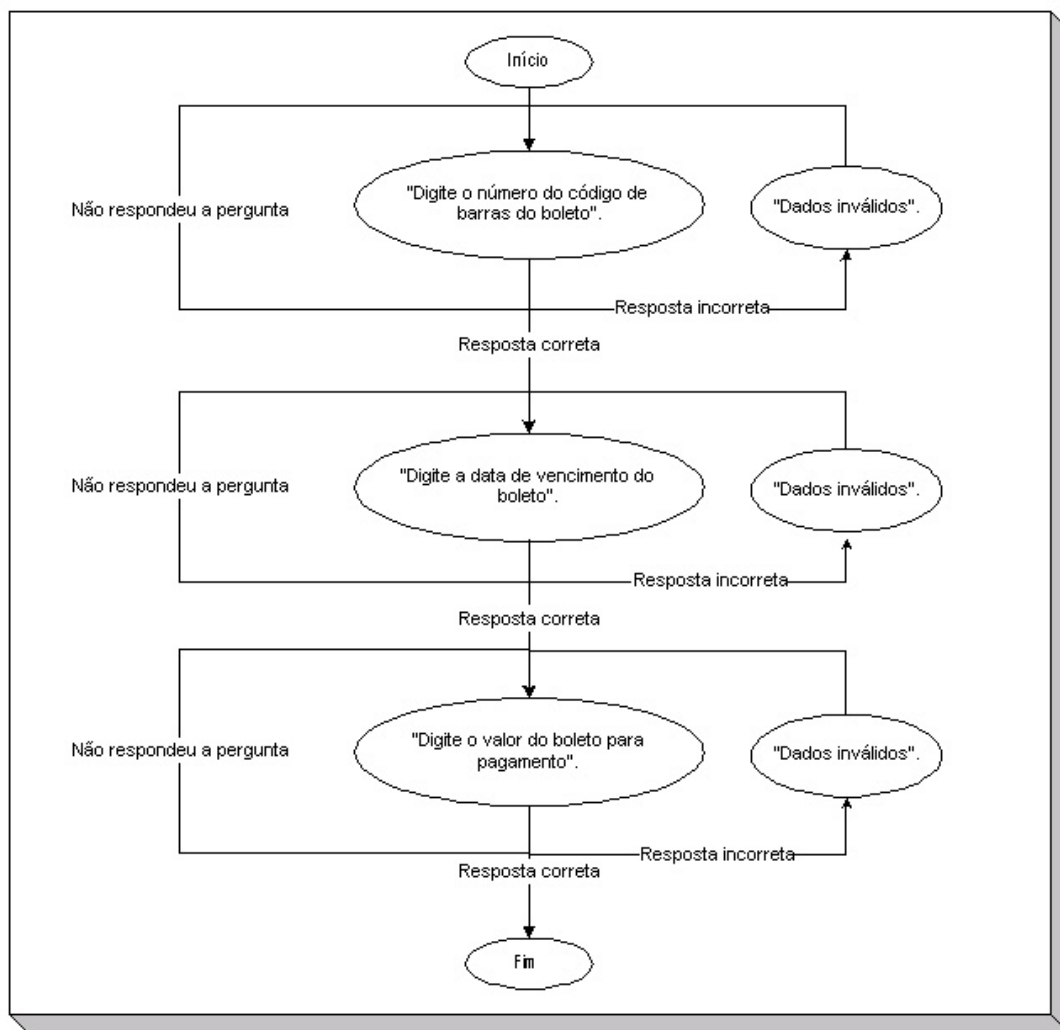 Início
"Digite o número do código de
barras do boleto".
Não respondeu a pergunta
"Dados inválidos".
Resposta incorreta
Resposta correta
"Digite a data de vencimento do
boleto".
Não respondeu a pergunta
"Dados inválidos".
Resposta incorreta
Resposta correta
"Digite o valor do boleto para
pagamento".
Não respondeu a pergunta
"Dados inválidos".
Resposta incorreta
Resposta correta
Fim